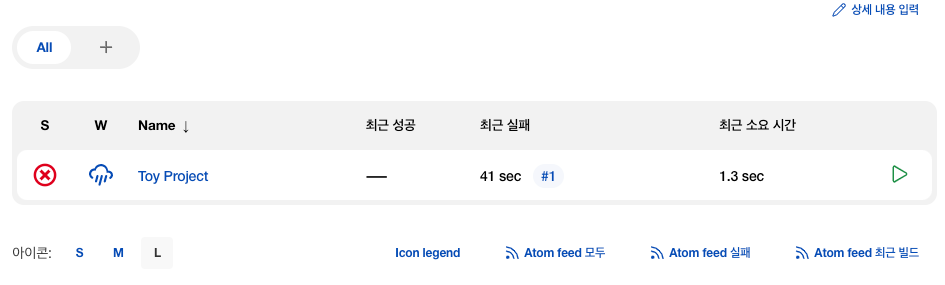 상세 내용 입력
All +
S W Name ↓ 최근 성공 최근 실패 최근 소요 시간
Toy Project — 41 sec #1 1.3 sec
아이콘: S M L Icon legend Atom feed 모두 Atom feed 실패 Atom feed 최근 빌드